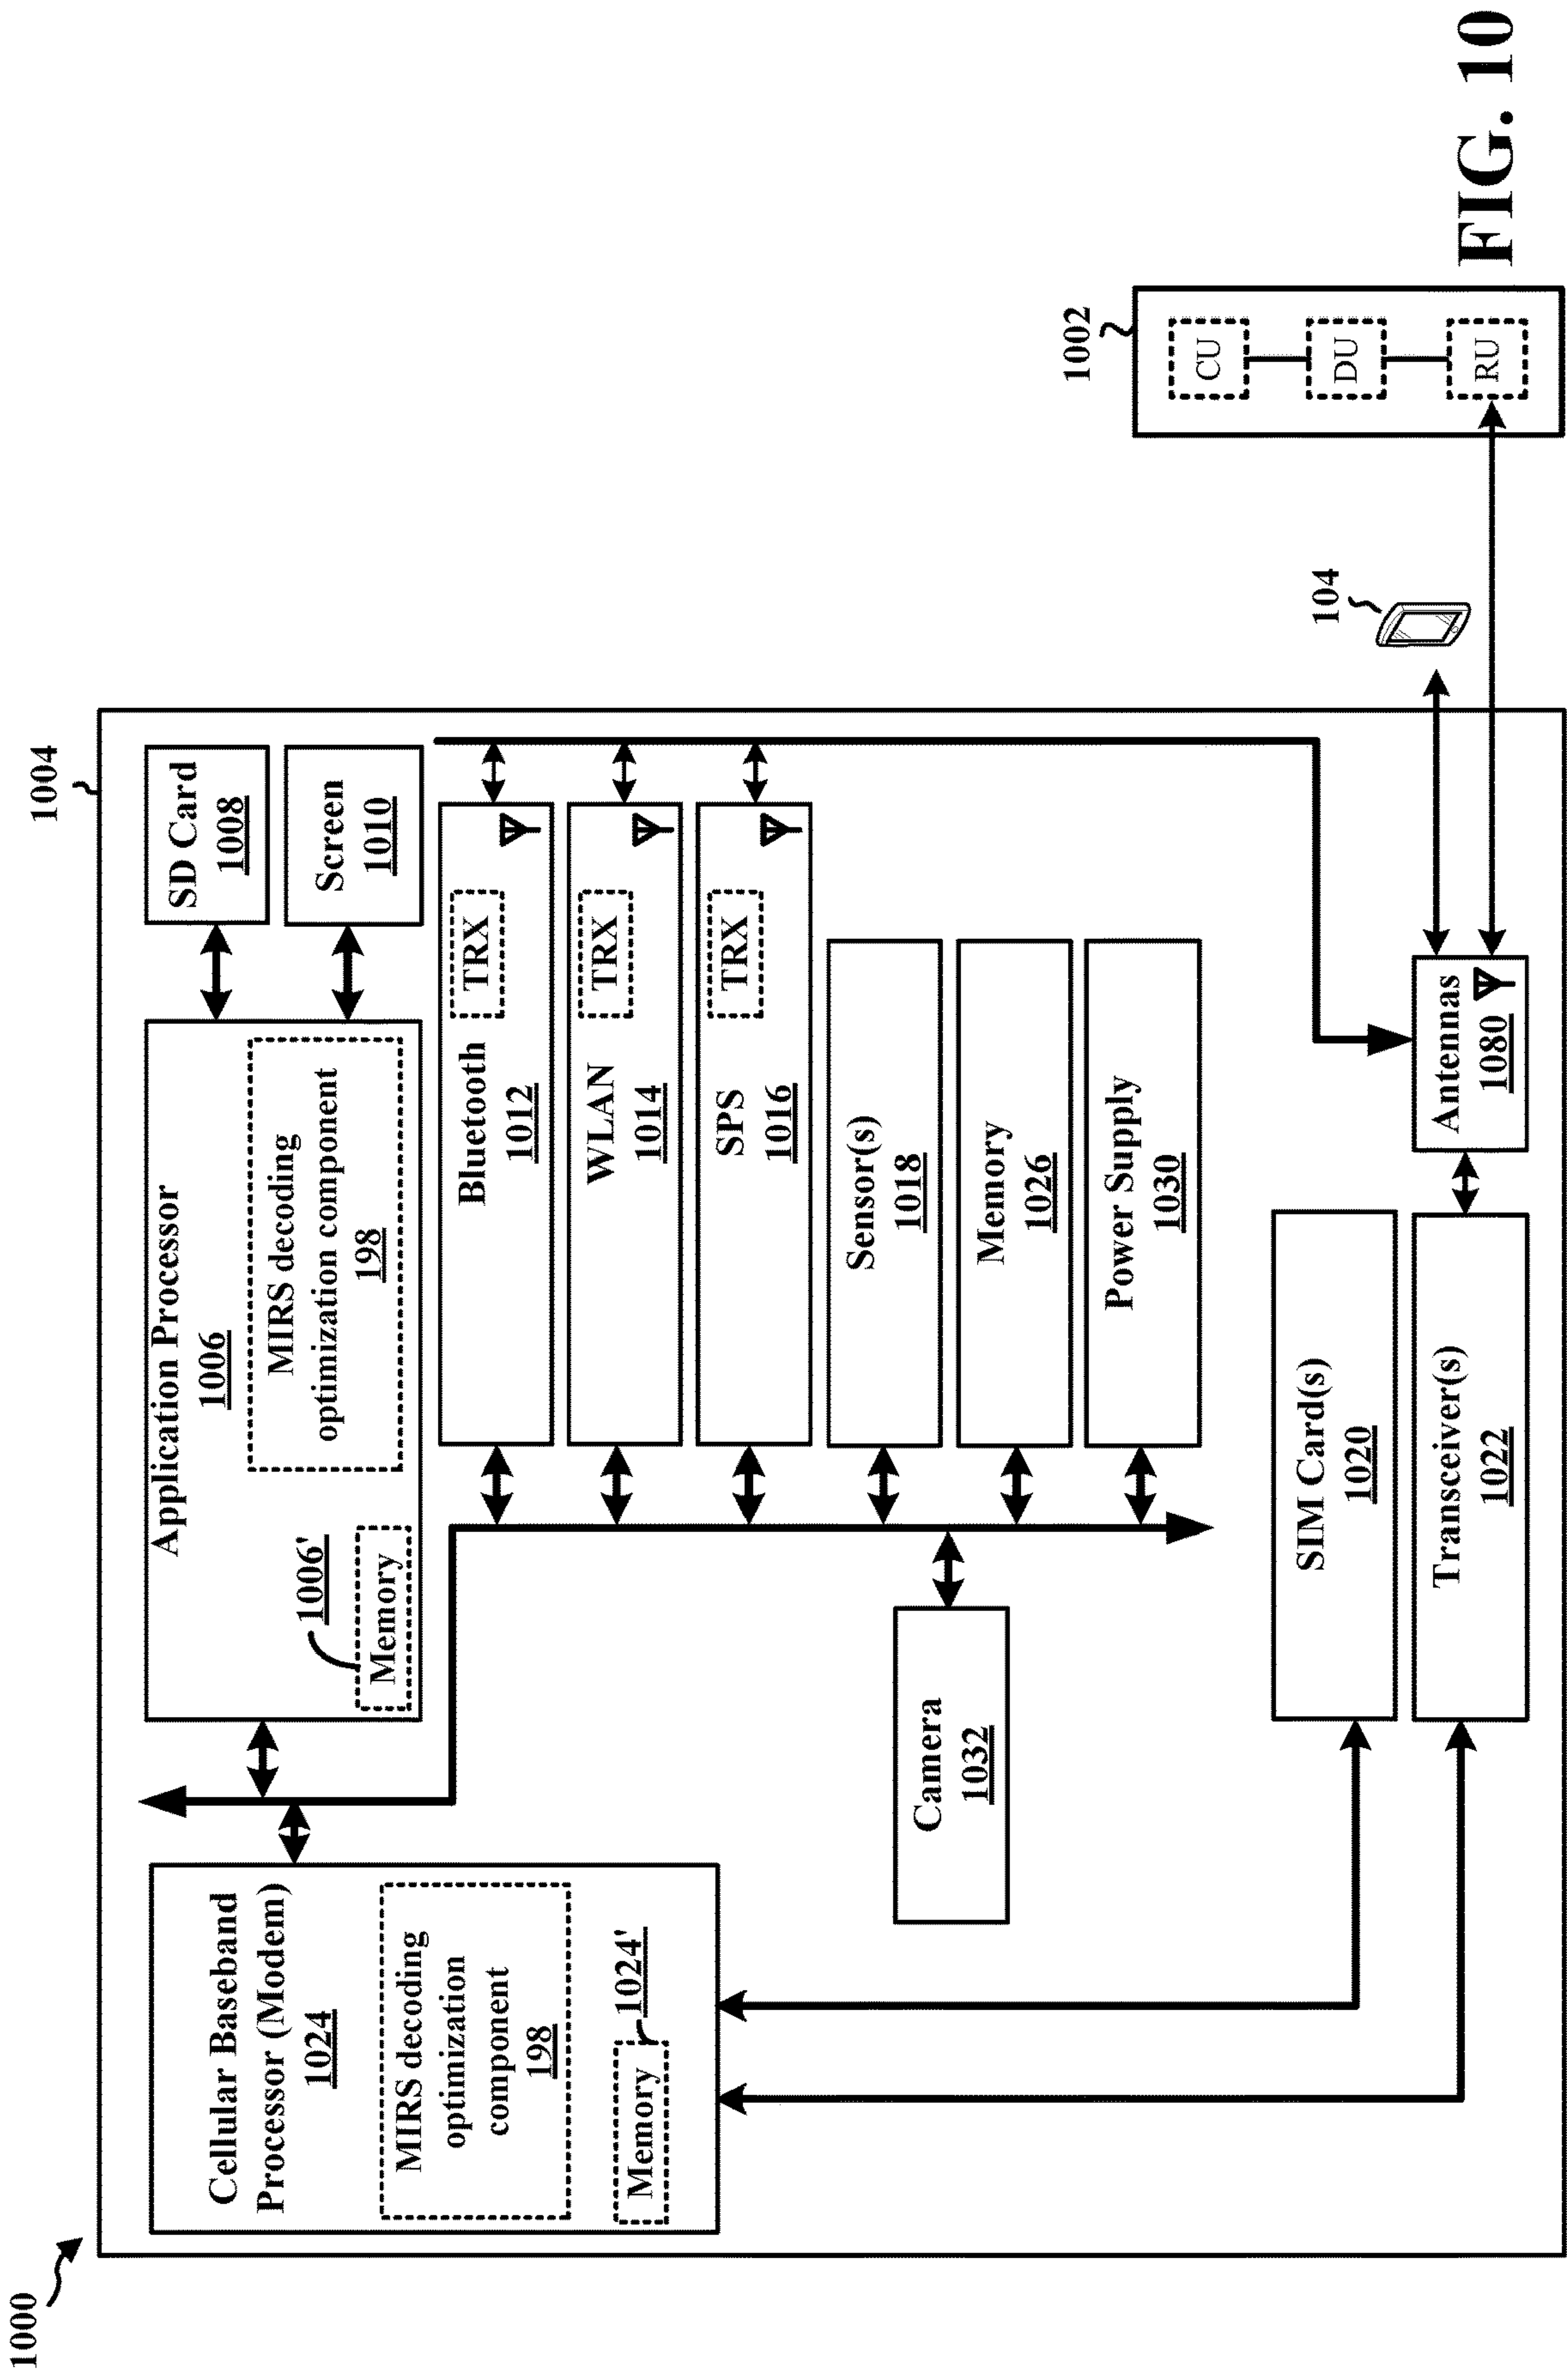 1000
1004
Cellular Baseband
Processor (Modem)
1024
MIRS decoding
optimization
component
198
Memory
1024'
Application Processor
1006
MIRS decoding
optimization component
198
1006'
Memory
SD Card
1008
Screen
1010
Bluetooth
1012
TRX
WLAN
1014
TRX
SPS
1016
TRX
Sensor(s)
1018
Memory
1026
Power Supply
1030
Camera
1032
SIM Card(s)
1020
Transceiver(s)
1022
Antennas
1080
104
1002
CU
DU
RU
FIG. 10